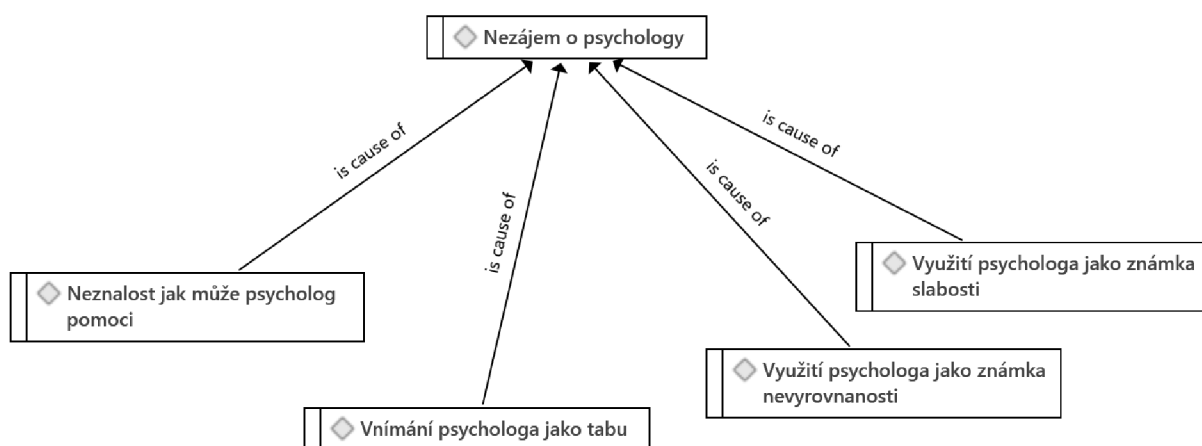 Nezájem o psychology
is cause of
is cause of
is cause of
is cause of
Neznalost jak může psycholog
pomoci
Vnímání psychologa jako tabu
Využití psychologa jako známka
nevyrovnanosti
Využití psychologa jako známka
slabosti